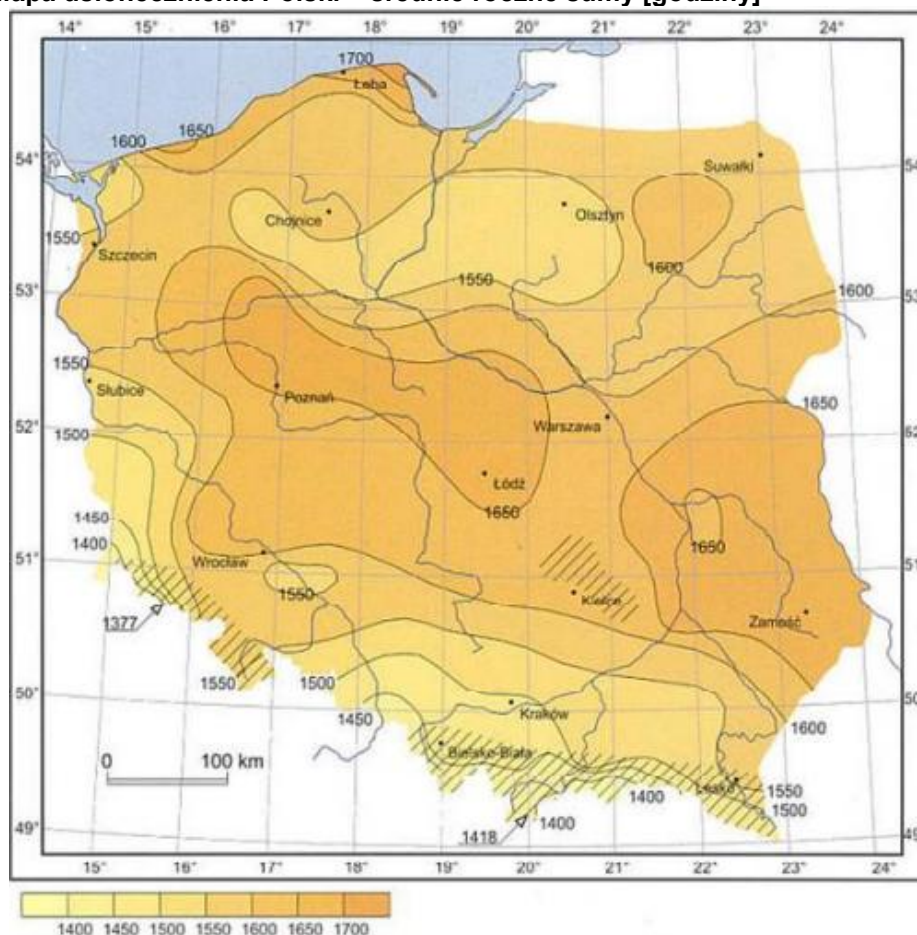 14° 15° 16° 17° 18° 19° 20° 21° 22° 23° 24°
1700
Łeba
1600
1650
54°
Suwałki
Chojnice
Olsztyn
1550
Szczecin
1550
1600
53°
1600
1550
Słubice
Poznań
1650
Warszawa
52°
1500
Łódź
1650
1450
1650
1400
51°
Wrocław
1550
Kielce
1377
Zamość
1550
1500
50°
1450
Kraków
1600
0 100 km
Bielsko-Biała
Lesko
1550
1400
1500
1418
1400
49°
15° 16° 17° 18° 19° 20° 21° 22° 23° 24°
1400 1450 1500 1550 1600 1650 1700